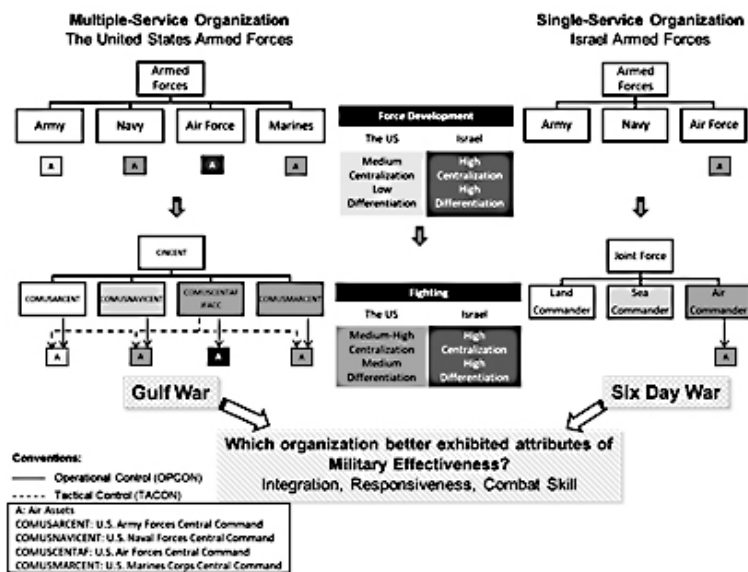 Multiple-Service Organization
The United States Armed Forces
Armed
Forces
Army
Navy
Air Force
Marines
A
A
A
A
CINCENT
COMUSARCENT
COMUSNAVICENT
COMUSCENTAF
JFACC
COMUSMARCENT
A
A
A
A
Gulf War
Force Development
The US
Israel
Medium
Centralization
Low
Differentiation
High
Centralization
High
Differentiation
Fighting
The US
Israel
Medium-High
Centralization
Medium
Differentiation
High
Centralization
High
Differentiation
Single-Service Organization
Israel Armed Forces
Armed
Forces
Army
Navy
Air Force
A
Joint Force
Land
Commander
Sea
Commander
Air
Commander
A
Six Day War
Which organization better exhibited attributes of
Military Effectiveness?
Integration, Responsiveness, Combat Skill
Conventions:
Operational Control (OPCON)
Tactical Control (TACON)
A: Air Assets
COMUSARCENT: U.S. Army Forces Central Command
COMUSNAVICENT: U.S. Naval Forces Central Command
COMUSCENTAF: U.S. Air Forces Central Command
COMUSMARCENT: U.S. Marines Corps Central Command